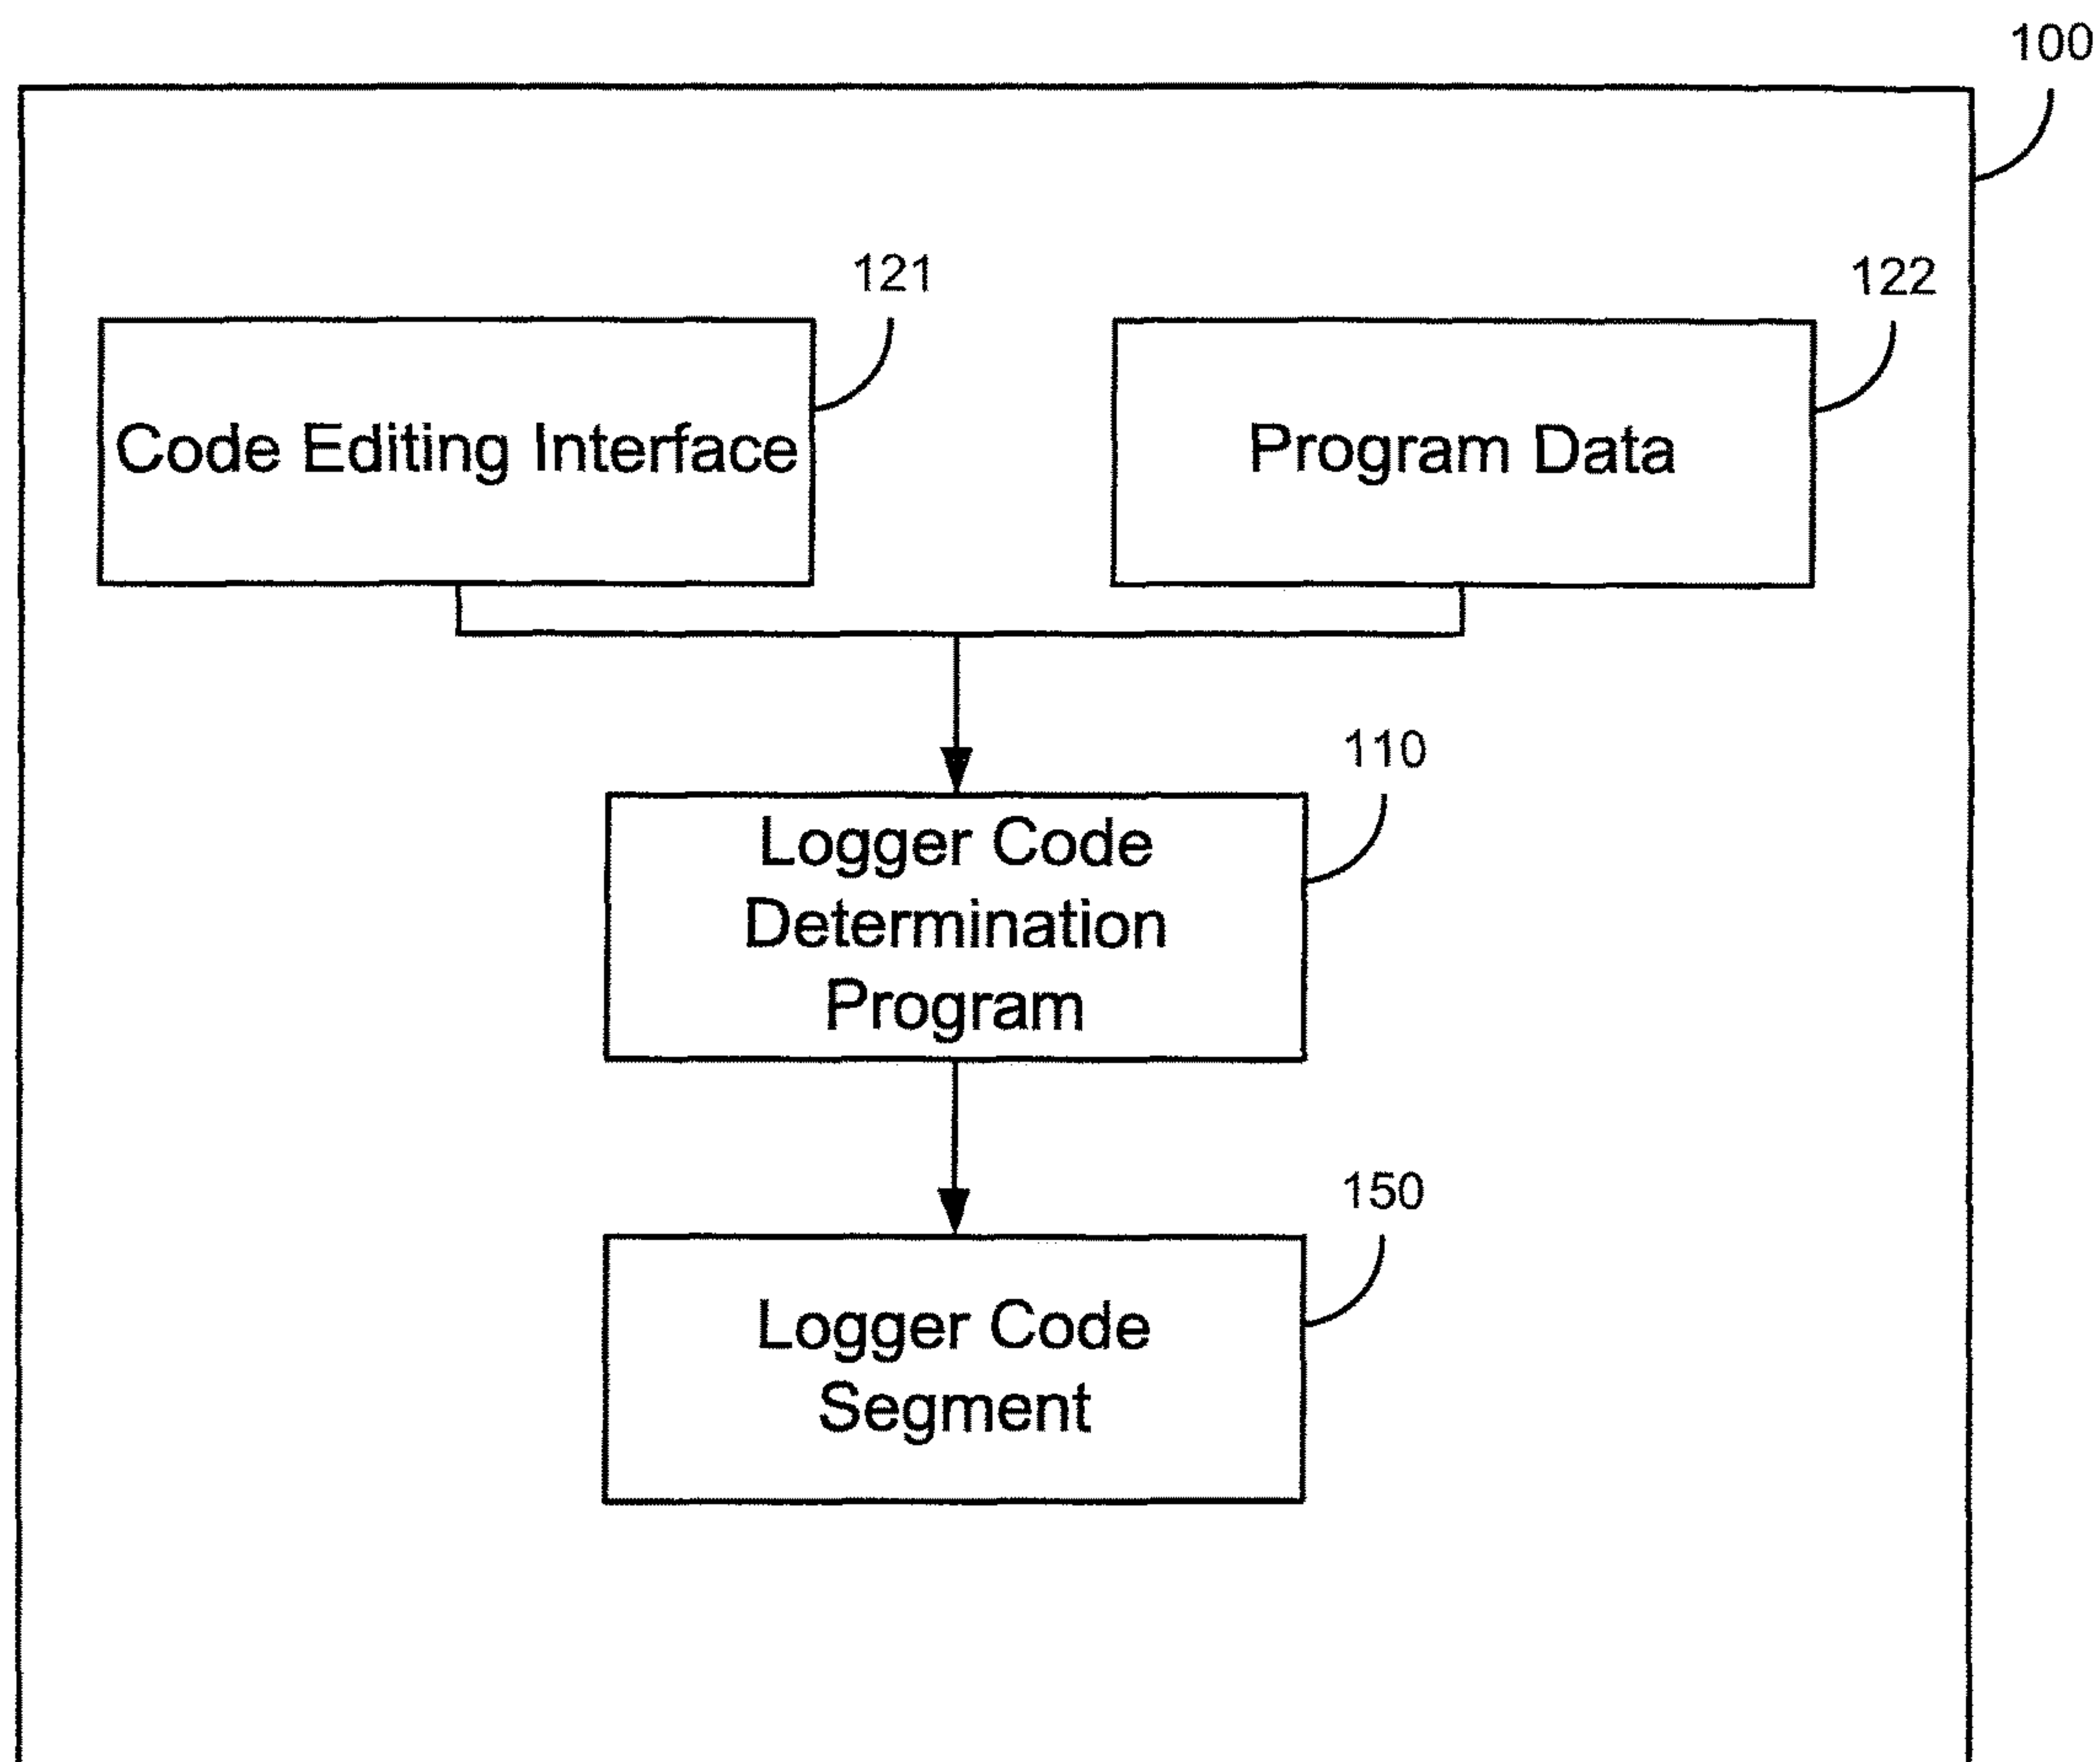 100
121
122
Code Editing Interface
Program Data
110
Logger Code
Determination
Program
150
Logger Code
Segment